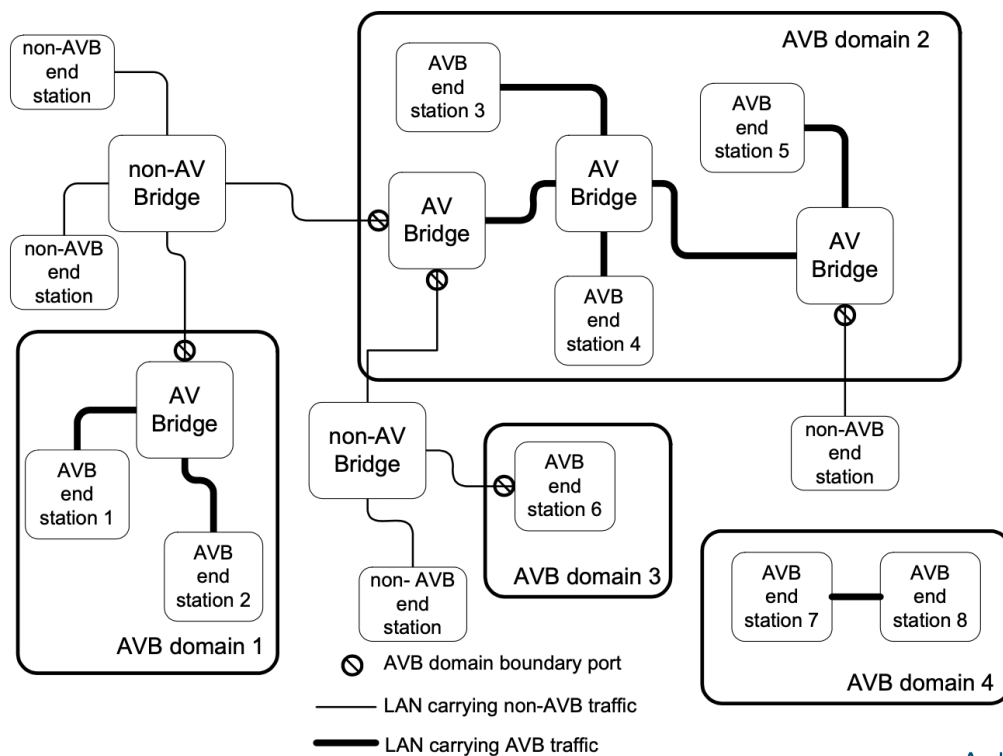 AVB domain 2
non-AVB
end
station
AVB
end
station 3
AVB
end
station 5
non-AV
Bridge
AV
Bridge
AV
Bridge
non-AVB
end
station
AV
Bridge
AVB
end
station 4
AV
Bridge
non-AV
Bridge
non-AVB
end
station
AVB
end
station 1
AVB
end
station 6
AVB
end
station 2
AVB domain 1
AVB domain 3
non- AVB
end
station
AVB
end
station 7
AVB
end
station 8
AVB domain 4
AVB domain boundary port
LAN carrying non-AVB traffic
LAN carrying AVB traffic